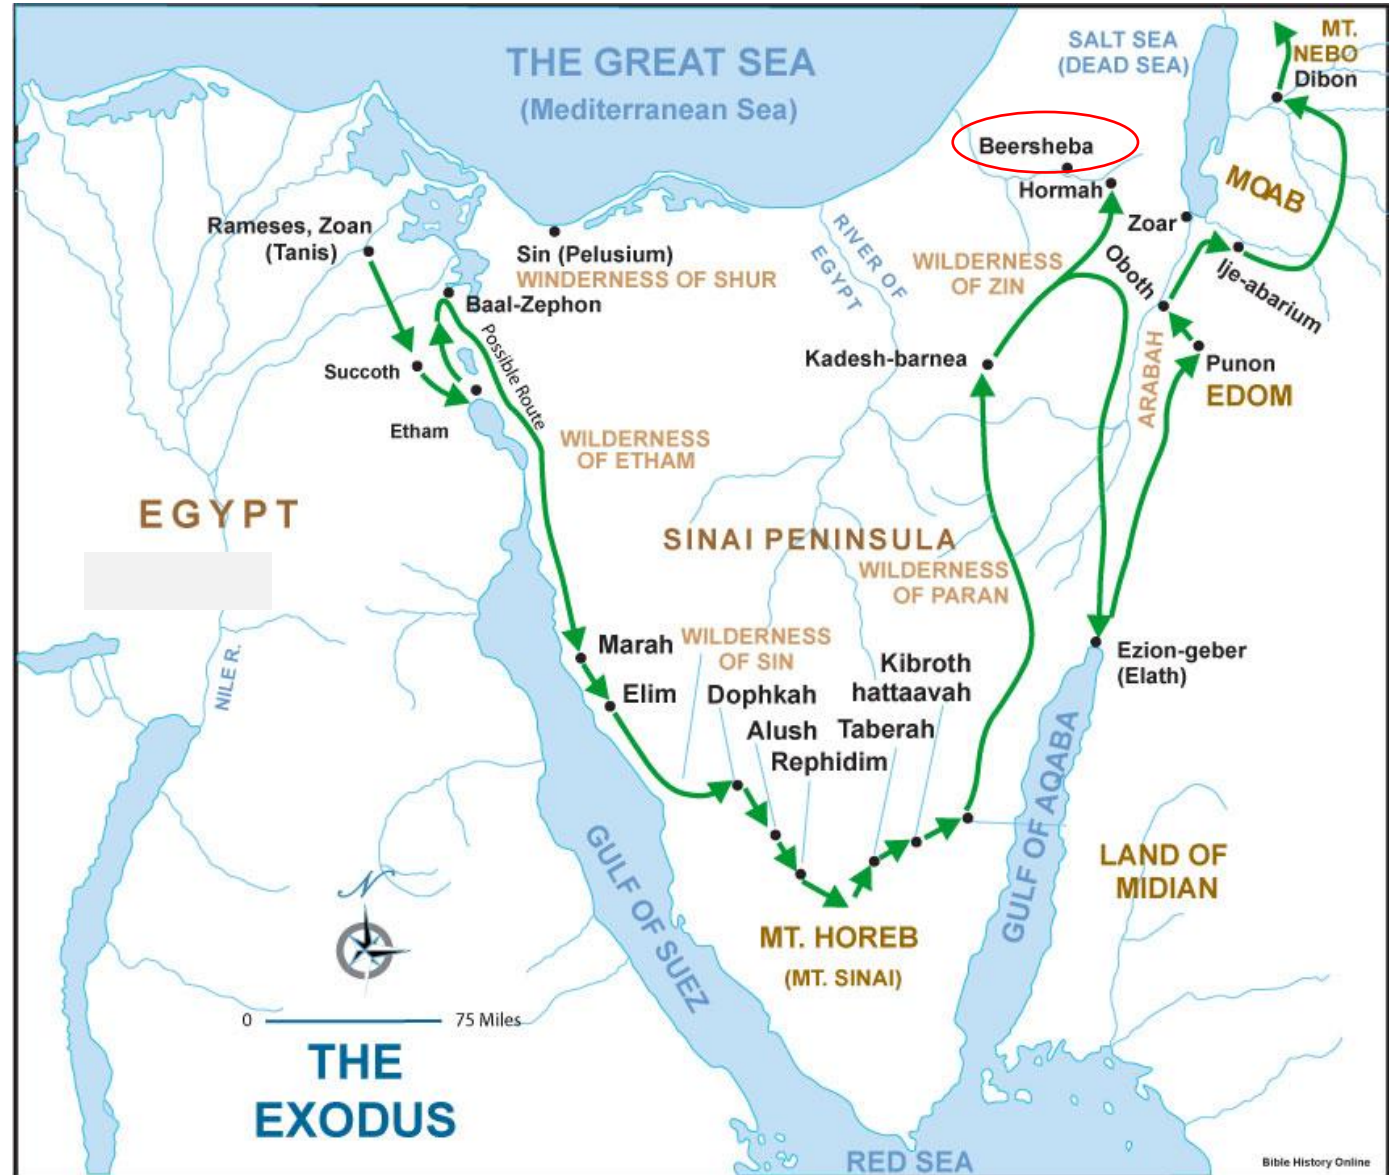 THE GREAT SEA
(Mediterranean Sea)
SALT SEA
(DEAD SEA)
MT.
NEBO
Dibon
Beersheba
Hormah
MOAB
Zoar
Rameses, Zoan
(Tanis)
Sin (Pelusium)
WINDERNESS OF SHUR
RIVER OF
EGYPT
WILDERNESS
OF ZIN
Oboth
Ije-abarium
Baal-Zephon
Possible Route
Succoth
Etham
Kadesh-barnea
ARABAH
Punon
EDOM
WILDERNESS
OF ETHAM
EGYPT
SINAI PENINSULA
WILDERNESS
OF PARAN
NILE R.
Marah
WILDERNESS
OF SIN
Elim
Dophkah
Alush
Rephidim
Kibroth
hattaavah
Taberah
Ezion-geber
(Elath)
GULF OF AQABA
GULF OF SUEZ
LAND OF
MIDIAN
MT. HOREB
(MT. SINAI)
N
0 75 Miles
THE
EXODUS
RED SEA
Bible History Online